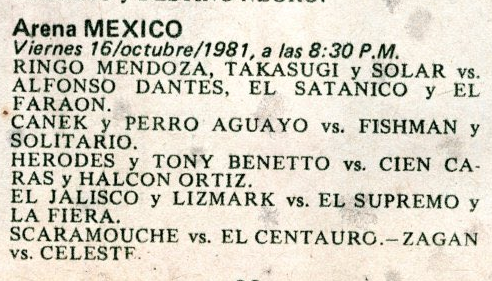 Arena MEXICO
Viernes 16/octubre/1981, a las 8:30 P.M.
RINGO MENDOZA, TAKASUGI y SOLAR vs.
ALFONSO DANTES, EL SATANICO y EL
FARAON.
CANEK y PERRO AGUAYO vs. FISHMAN y
SOLITARIO.
HERODES y TONY BENETTO vs. CIEN CA-
RAS y HALCON ORTIZ.
EL JALISCO y LIZMARK vs. EL SUPREMO y
LA FIERA.
SCARAMOUCHE vs. EL CENTAURO.—ZAGAN
vs. CELESTE.